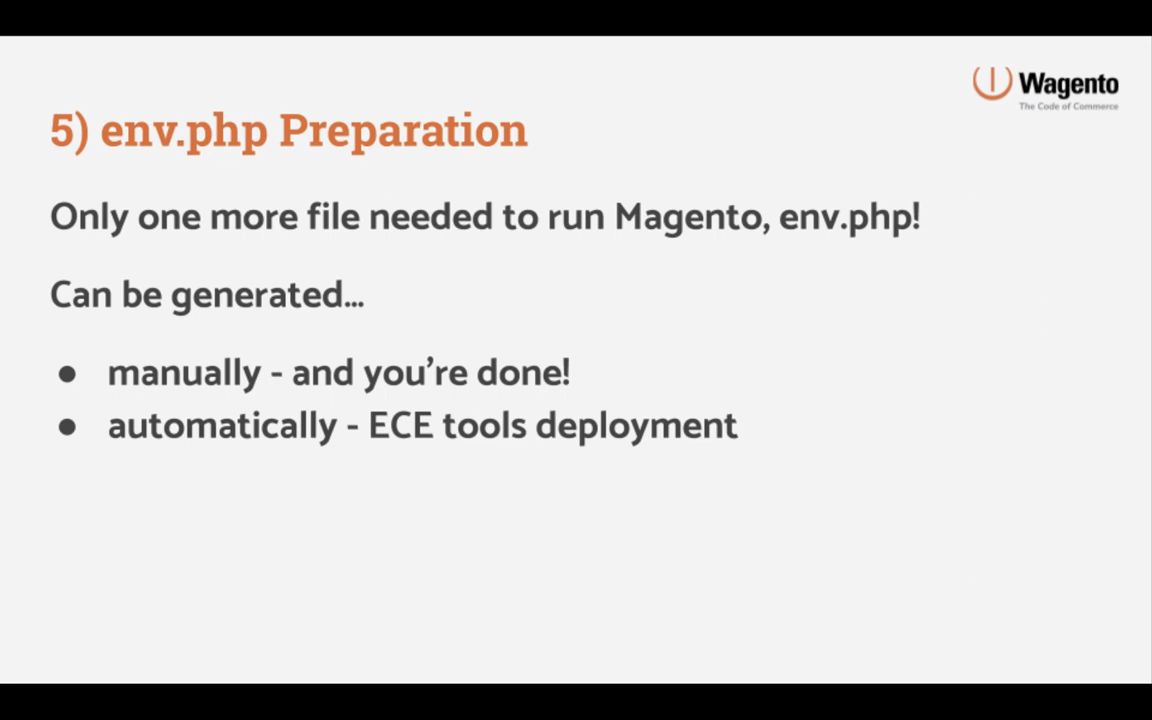 Wagento
The Code of Commerce
5) env.php Preparation
Only one more file needed to run Magento, env.php!
Can be generated...
● manually - and you’re done!
● automatically - ECE tools deployment